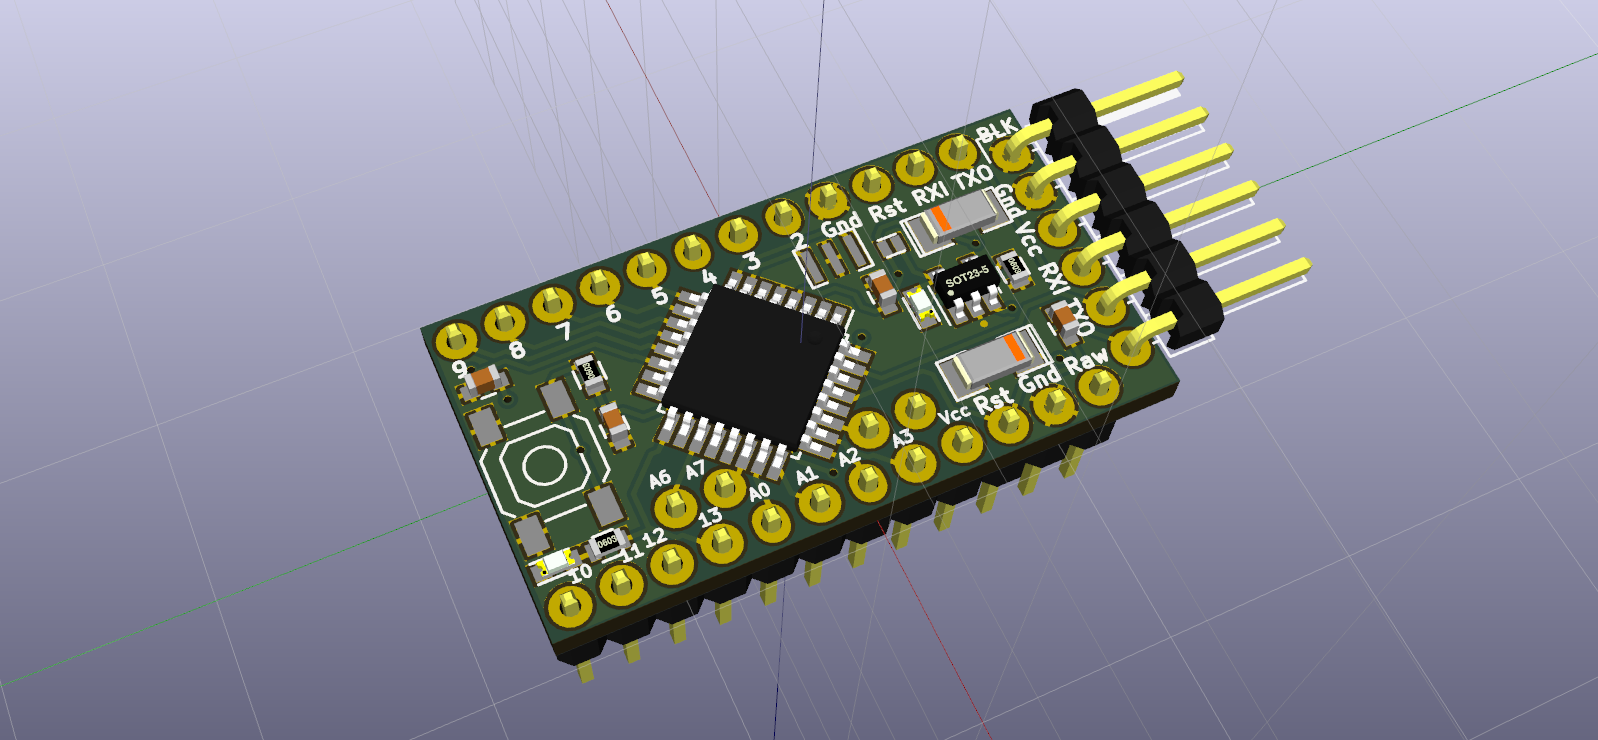 BLK
Gnd
Vcc
RXI
TXO
TXO
RXI
Rst
Gnd
2
3
4
5
6
7
8
9
SOT23-5
0603
0603
0603
Raw
Gnd
Rst
Vcc
A3
A2
A1
A0
A7
A6
13
12
11
10